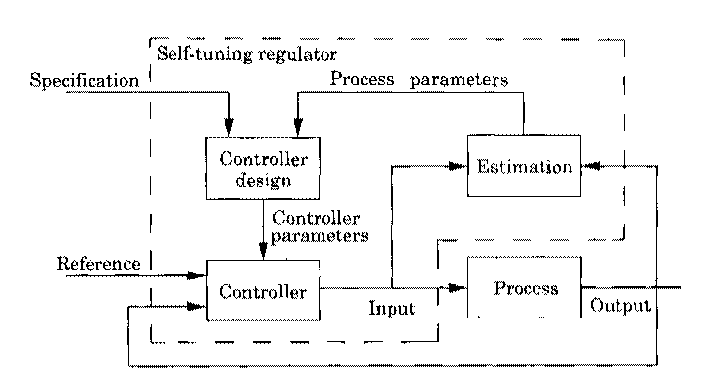 Self-tuning regulator
Specification
Process parameters
Controller
design
Estimation
Controller
parameters
Reference
Controller
Input
Process
Output